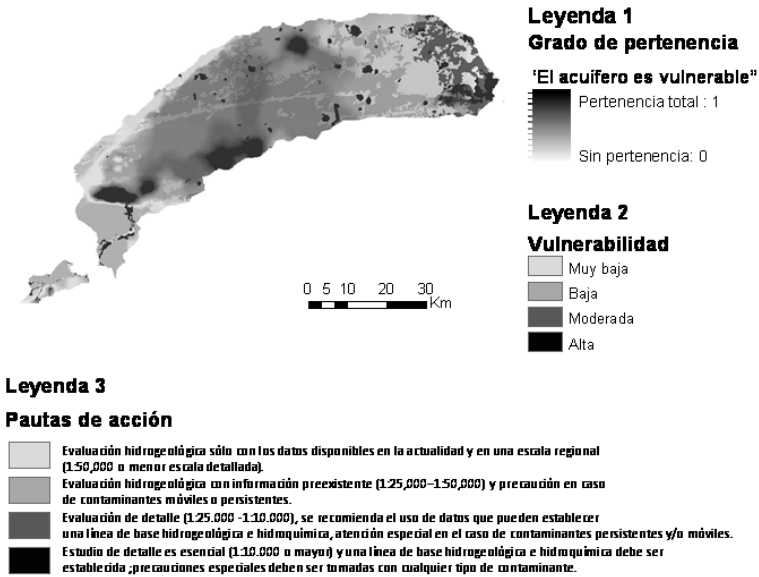 Leyenda 1
Grado de pertenencia
'El acuífero es vulnerable"
Pertenencia total : 1
Sin pertenencia: 0
Leyenda 2
Vulnerabilidad
Muy baja
Baja
Moderada
Alta
0 5 10 20 30
Km
Leyenda 3
Pautas de acción
Evaluación hidrogeológica sólo con los datos disponibles en la actualidad y en una escala regional
(1:50,000 o menor escala detallada).
Evaluación hidrogeológica con información preexistente (1:25,000–1:50,000) y precaución en caso
de contaminantes móviles o persistentes.
Evaluación de detalle (1:25.000 -1:10.000), se recomienda el uso de datos que pueden establecer
una línea de base hidrogeológica e hidroquímica, atención especial en el caso de contaminantes persistentes y/o móviles.
Estudio de detalle es esencial (1:10.000 o mayor) y una línea de base hidrogeológica e hidroquímica debe ser
establecida ;precauciones especiales deben ser tomadas con cualquier tipo de contaminante.